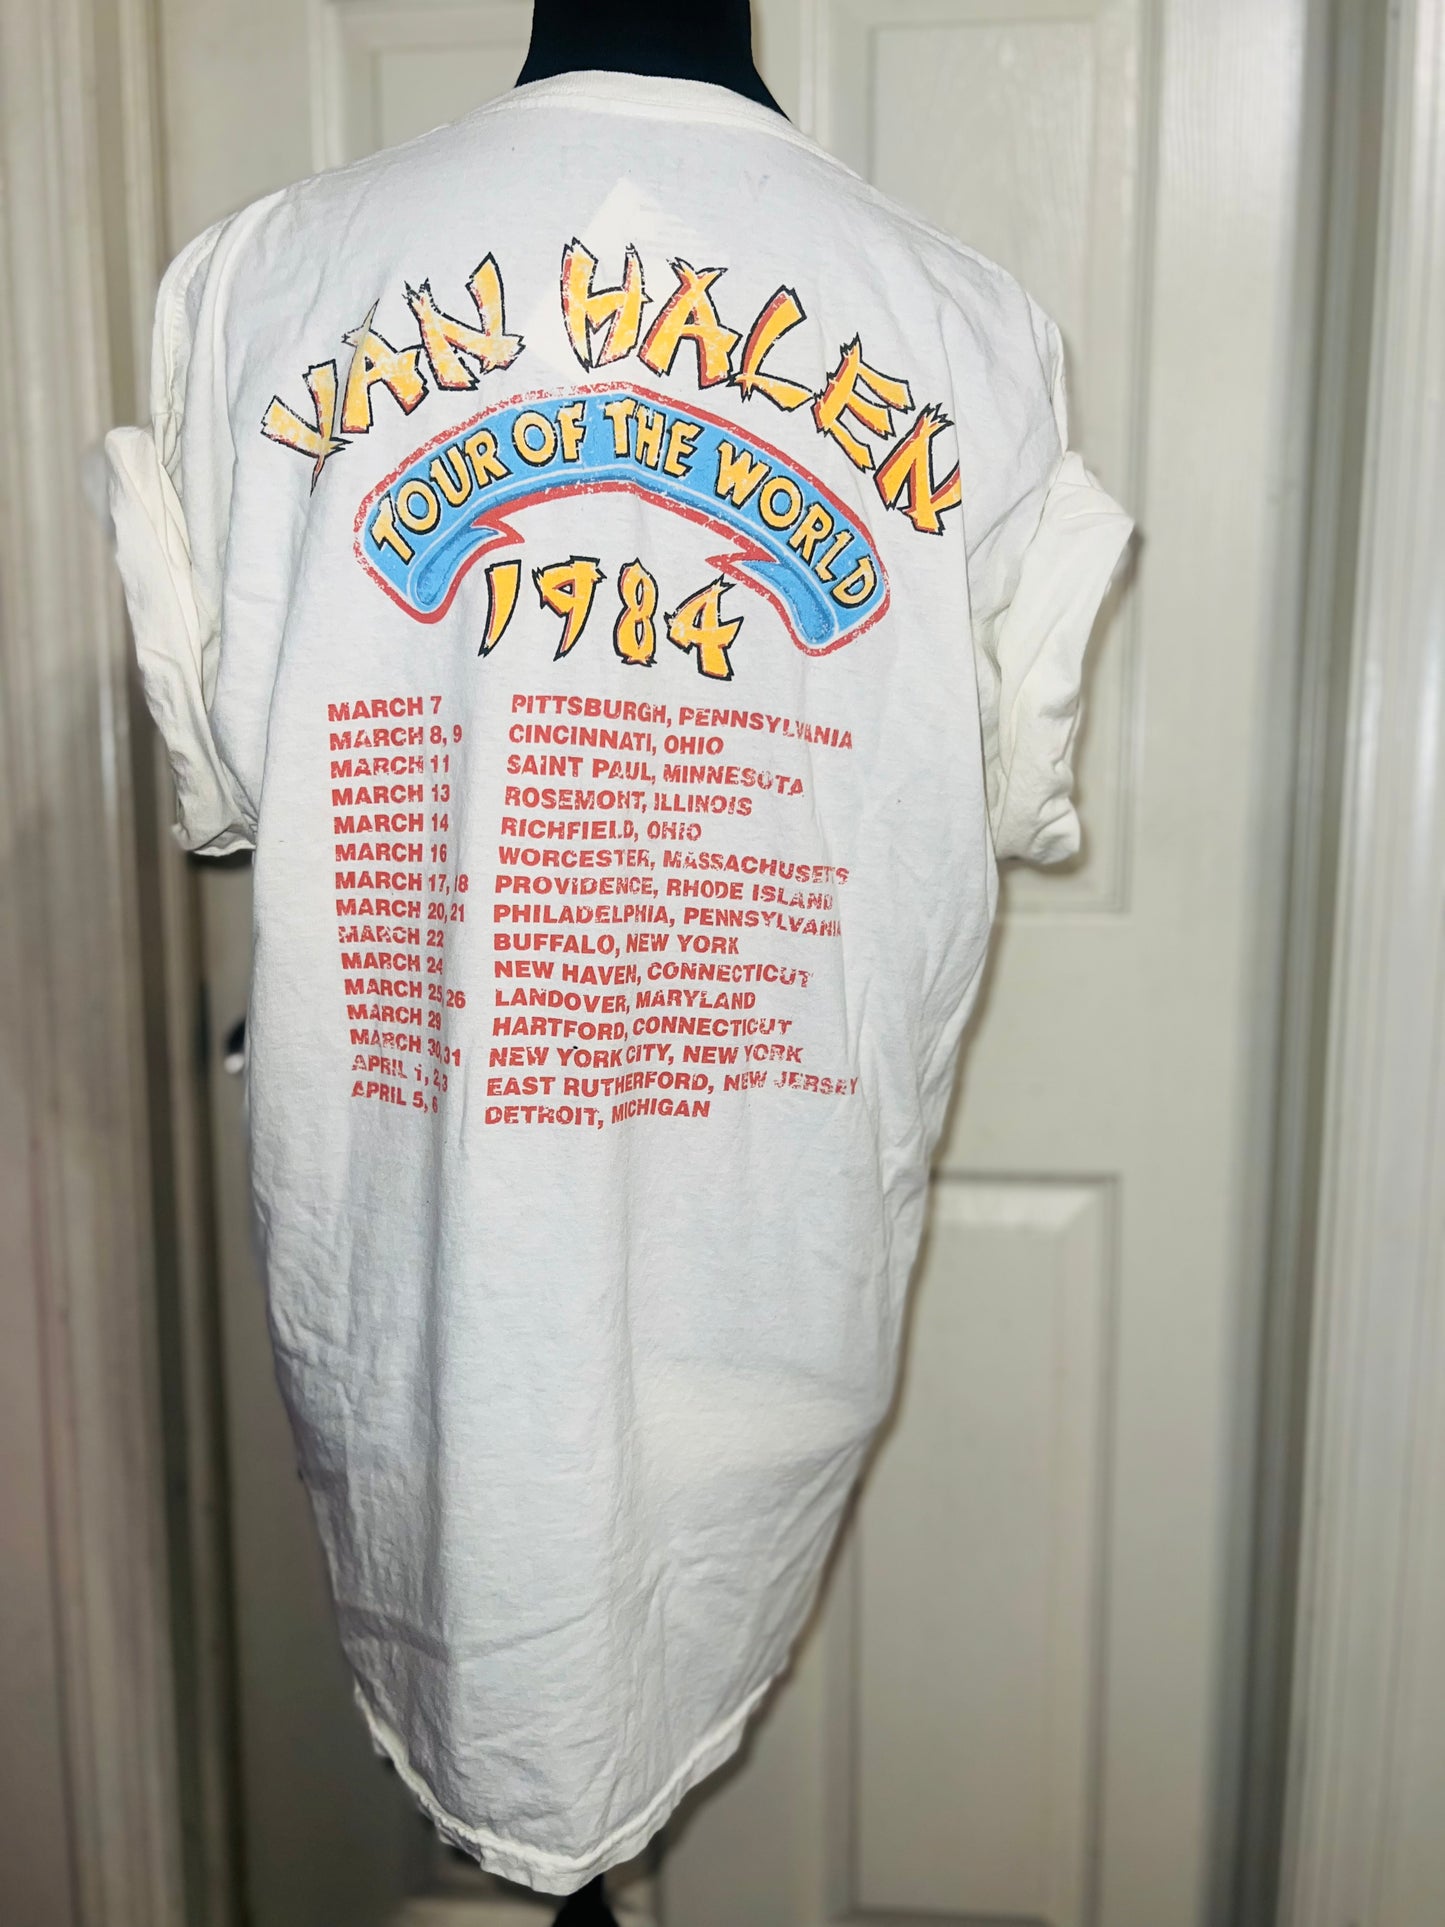 VAN HALEN
TOUR OF THE WORLD
1984
MARCH 7 PITTSBURGH, PENNSYLVANIA
MARCH 8, 9 CINCINNATI, OHIO
MARCH 11 SAINT PAUL, MINNESOTA
MARCH 13 ROSEMONT, ILLINOIS
MARCH 14 RICHFIELD, OHIO
MARCH 16 WORCESTER, MASSACHUSETTS
MARCH 17, 18 PROVIDENCE, RHODE ISLAND
MARCH 20, 21 PHILADELPHIA, PENNSYLVANIA
MARCH 22 BUFFALO, NEW YORK
MARCH 24 NEW HAVEN, CONNECTICUT
MARCH 25, 26 LANDOVER, MARYLAND
MARCH 29 HARTFORD, CONNECTICUT
MARCH 30, 31 NEW YORK CITY, NEW YORK
APRIL 1, 2, 3 EAST RUTHERFORD, NEW JERSEY
APRIL 5, 6 DETROIT, MICHIGAN